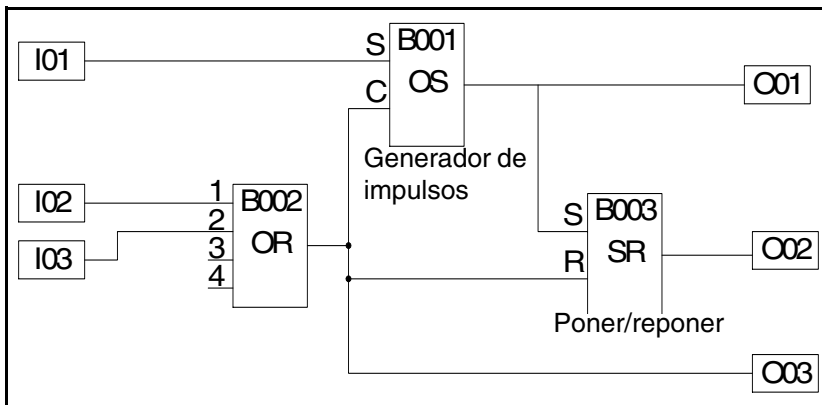 I01
S
C
B001
OS
Generador de
impulsos
O01
I02
I03
1
2
3
4
B002
OR
S
R
B003
SR
Poner/reponer
O02
O03